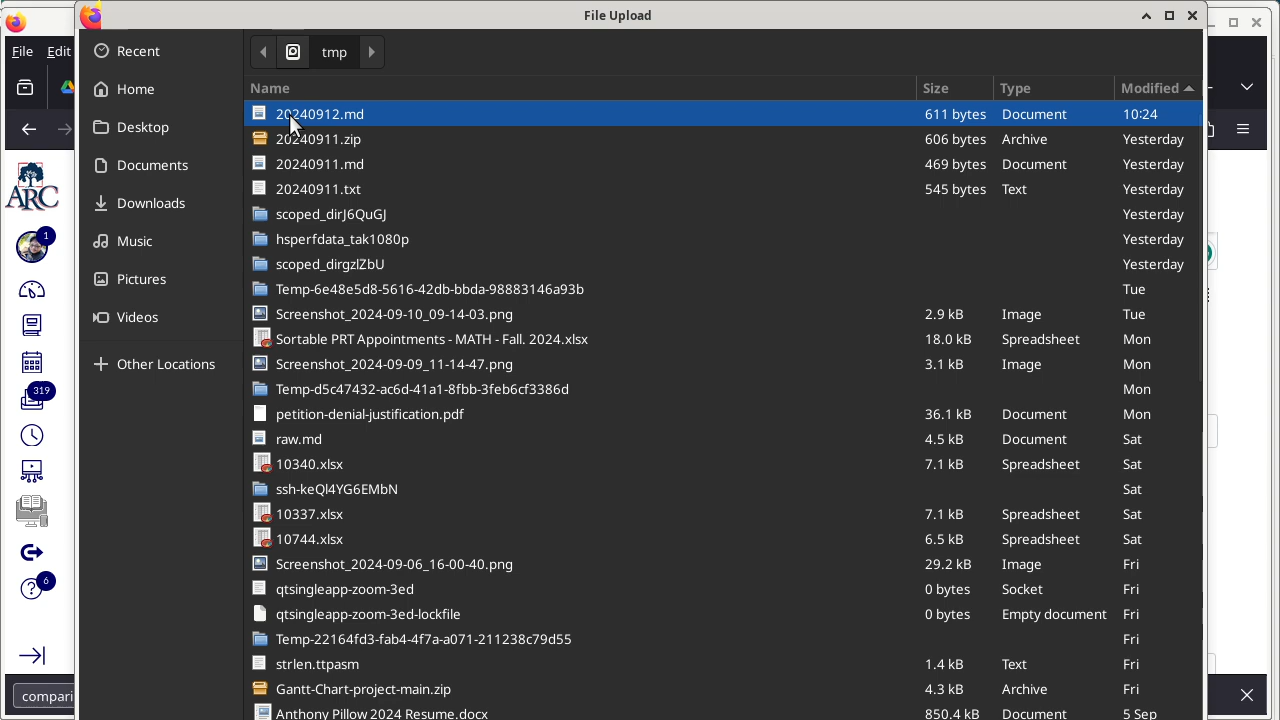 File Upload
File Edit
Recent
Home
Desktop
Documents
Downloads
Music
Pictures
Videos
Other Locations
tmp
Name Size Type Modified
20240912.md 611 bytes Document 10:24
20240911.zip 606 bytes Archive Yesterday
20240911.md 469 bytes Document Yesterday
20240911.txt 545 bytes Text Yesterday
scoped_dirJ6QuGJ Yesterday
hsperfdata_tak1080p Yesterday
scoped_dirgzlZbU Yesterday
Temp-6e48e5d8-5616-42db-bbda-98883146a93b Tue
Screenshot_2024-09-10_09-14-03.png 2.9 kB Image Tue
Sortable PRT Appointments - MATH - Fall. 2024.xlsx 18.0 kB Spreadsheet Mon
Screenshot_2024-09-09_11-14-47.png 3.1 kB Image Mon
Temp-d5c47432-ac6d-41a1-8fbb-3feb6cf3386d Mon
petition-denial-justification.pdf 36.1 kB Document Mon
raw.md 4.5 kB Document Sat
10340.xlsx 7.1 kB Spreadsheet Sat
ssh-keQl4YG6EMbN Sat
10337.xlsx 7.1 kB Spreadsheet Sat
10744.xlsx 6.5 kB Spreadsheet Sat
Screenshot_2024-09-06_16-00-40.png 29.2 kB Image Fri
qtsingleapp-zoom-3ed 0 bytes Socket Fri
qtsingleapp-zoom-3ed-lockfile 0 bytes Empty document Fri
Temp-22164fd3-fab4-4f7a-a071-211238c79d55 Fri
strlen.ttpasm 1.4 kB Text Fri
Gantt-Chart-project-main.zip 4.3 kB Archive Fri
Anthony Pillow 2024 Resume.docx 850.4 kB Document 5 Sep
ARC
1
319
6
compari